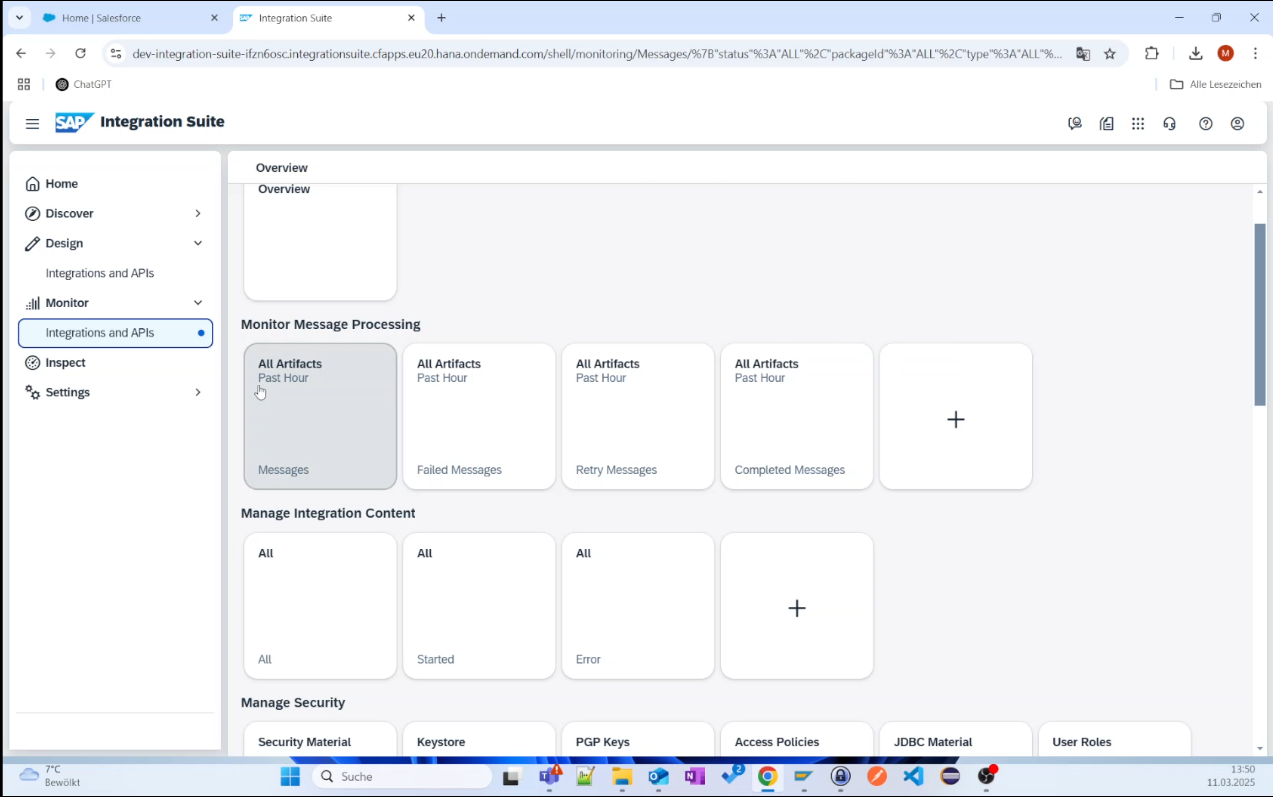 Home | Salesforce
Integration Suite
dev-integration-suite-ifzn6osc.integrationsuite.cfapps.eu20.hana.ondemand.com/shell/monitoring/Messages/%7B"status"%3A"ALL"%2C"packageId"%3A"ALL"%2C"type"%3A"ALL"%...
M
ChatGPT
Alle Lesezeichen
SAP Integration Suite
Home
Discover
Design
Integrations and APIs
Monitor
Integrations and APIs
Inspect
Settings
Overview
Overview
Monitor Message Processing
All Artifacts
Past Hour
Messages
All Artifacts
Past Hour
Failed Messages
All Artifacts
Past Hour
Retry Messages
All Artifacts
Past Hour
Completed Messages
Manage Integration Content
All
All
All
Started
All
Error
Manage Security
Security Material
Keystore
PGP Keys
Access Policies
JDBC Material
User Roles
7°C
Bewölkt
Suche
2
13:50
11.03.2025